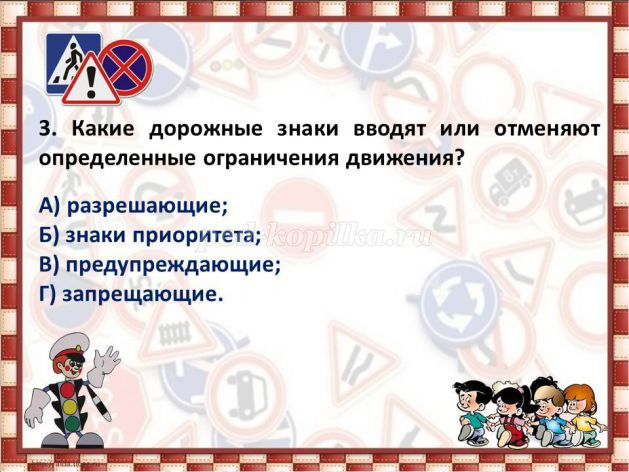 3. Какие дорожные знаки вводят или отменяют
определенные ограничения движения?
А) разрешающие;
Б) знаки приоритета;
В) предупреждающие;
Г) запрещающие.